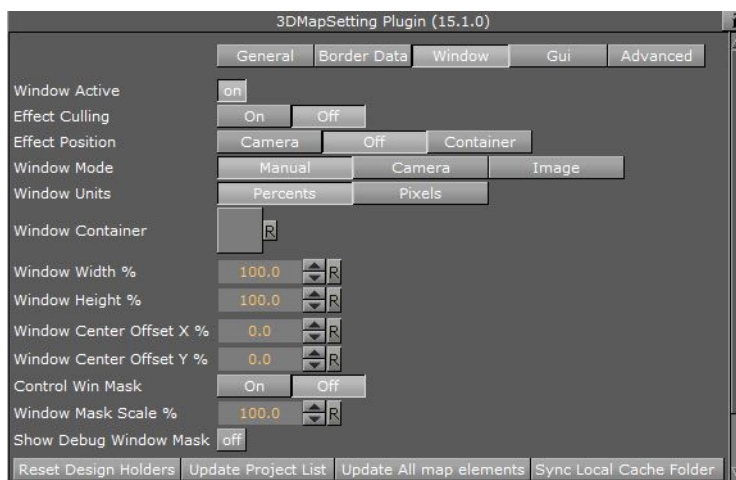 3DMapSetting Plugin (15.1.0)
General Border Data Window Gui Advanced
Window Active on
Effect Culling On Off
Effect Position Camera Off Container
Window Mode Manual Camera Image
Window Units Percents Pixels
Window Container R
Window Width % 100.0 R
Window Height % 100.0 R
Window Center Offset X % 0.0 R
Window Center Offset Y % 0.0 R
Control Win Mask On Off
Window Mask Scale % 100.0 R
Show Debug Window Mask off
Reset Design Holders Update Project List Update All map elements Sync Local Cache Folder